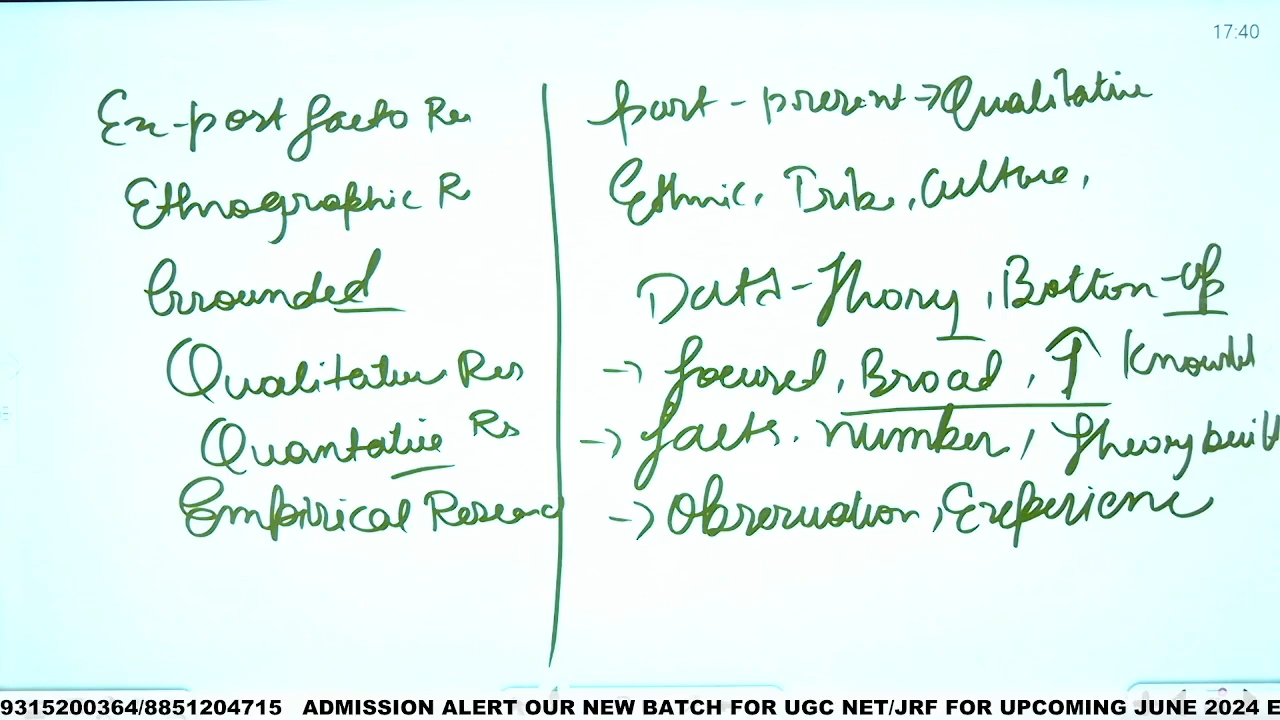 17:40
Ex-post facto Res past - present → Qualitative
Ethnographic R Ethnic, Tribe, Culture,
Grounded Data - Theory, Bottom-up
Qualitative Res → focused, Broad, ↑ Knowled
Quantative Rs → facts, number, Theory built
Empirical Research → Observation, Experience
9315200364/8851204715 ADMISSION ALERT OUR NEW BATCH FOR UGC NET/JRF FOR UPCOMING JUNE 2024 E